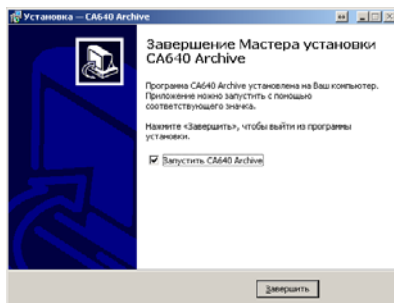 Установка — CA640 Archive
Завершение Мастера установки
CA640 Archive
Программа CA640 Archive установлена на Ваш компьютер.
Приложение можно запустить с помощью
соответствующего значка.
Нажмите «Завершить», чтобы выйти из программы
установки.
Запустить CA640 Archive
Завершить